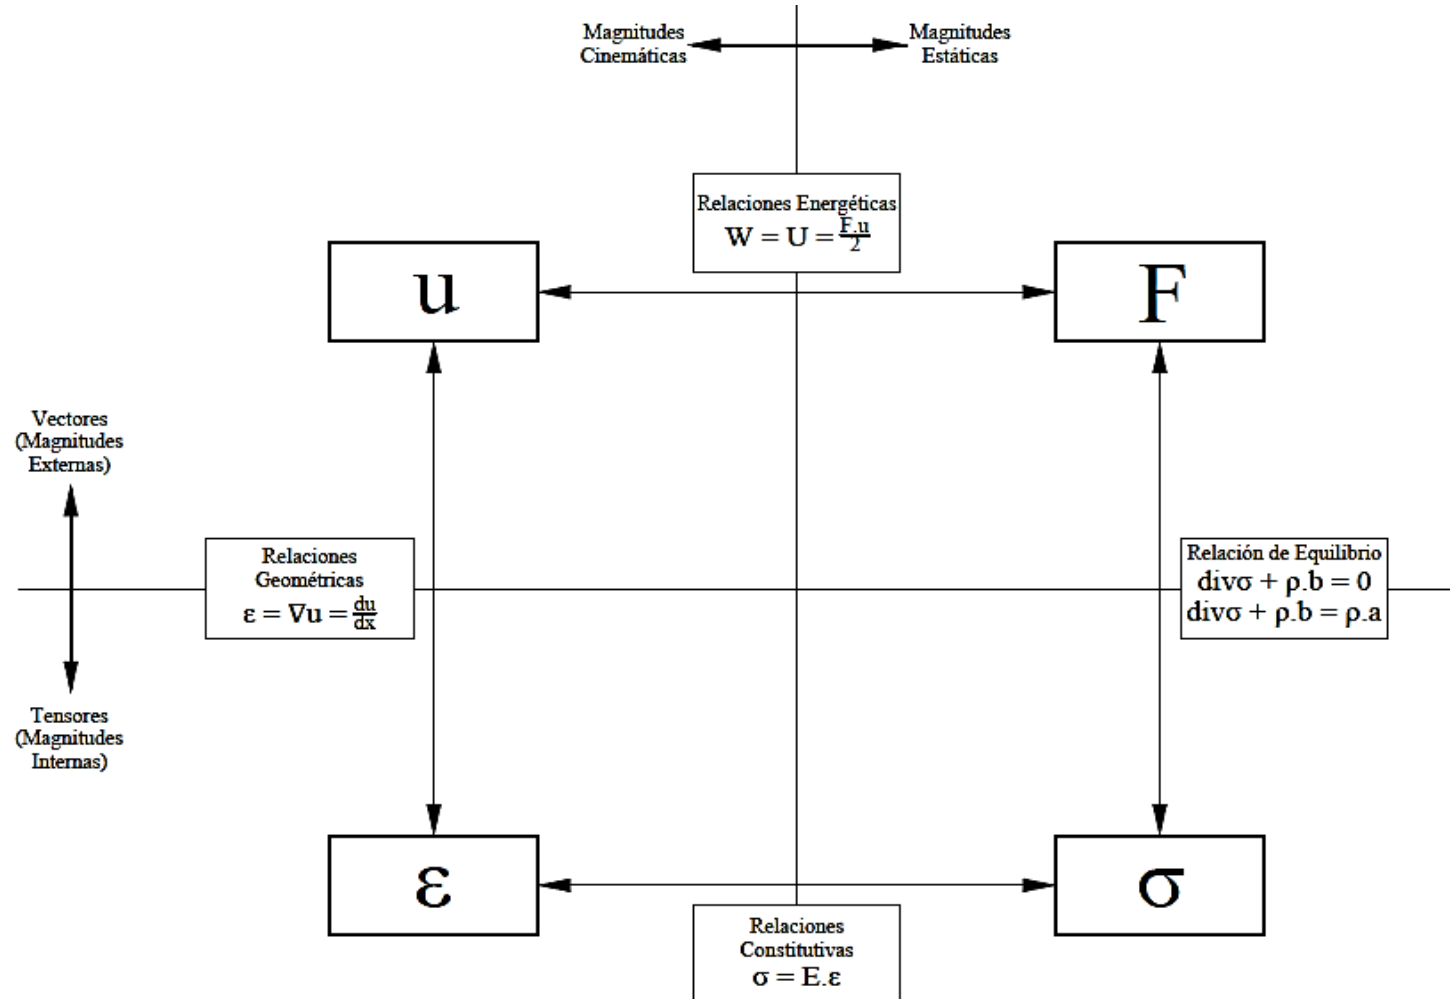 Magnitudes
Cinemáticas
Magnitudes
Estáticas
Relaciones Energéticas
W = U = F.u/2
u
F
Vectores
(Magnitudes
Externas)
Relaciones
Geométricas
ε = ∇u = du/dx
Relación de Equilibrio
divσ + ρ.b = 0
divσ + ρ.b = ρ.a
Tensores
(Magnitudes
Internas)
ε
σ
Relaciones
Constitutivas
σ = E.ε